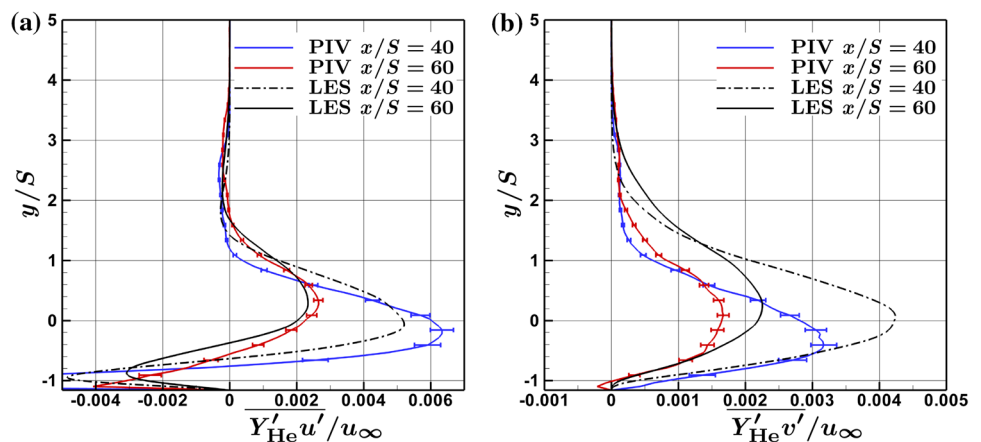 (a)
5
4
3
2
1
0
-1
y/S
PIV x/S = 40
PIV x/S = 60
LES x/S = 40
LES x/S = 60
-0.004 -0.002 0 0.002 0.004 0.006
Y′He u′/u∞
(b)
5
4
3
2
1
0
-1
y/S
PIV x/S = 40
PIV x/S = 60
LES x/S = 40
LES x/S = 60
0 0.001 0.002 0.003 0.004 0.005
Y′He v′/u∞